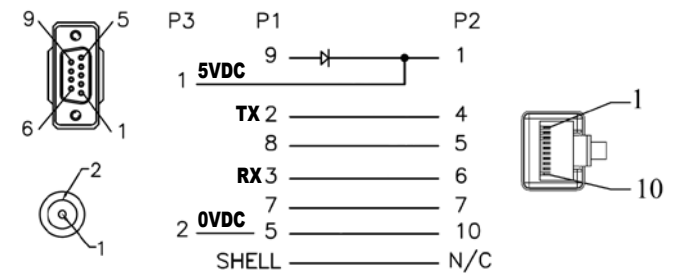 9 5 P3 P1 P2
9 1
1 5VDC
TX 2 4
8 5
RX 3 6
7 7
2 0VDC 5 10
SHELL N/C
6 1
2
1
1
10